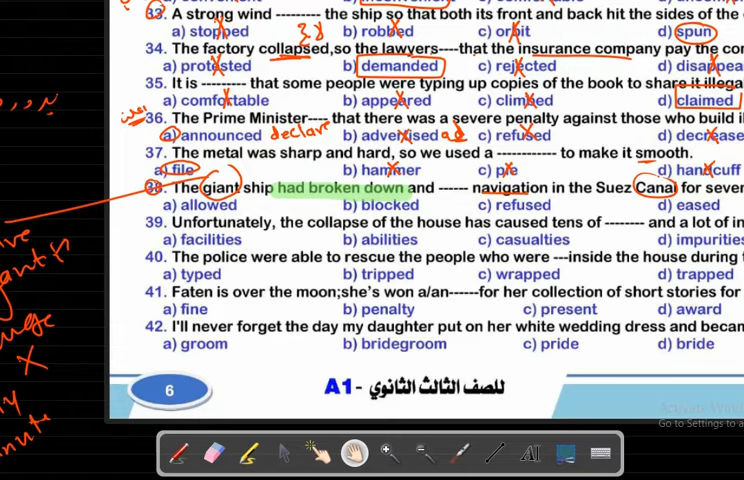 33. A strong wind --------- the ship so that both its front and back hit the sides of the
a) stopped b) robbed c) orbit d) spun
34. The factory collapsed,so the lawyers----that the insurance company pay the
a) protested b) demanded c) rejected d)
35. It is --------- that some people were typing up copies of the book to share it
a) comfortable b) appeared c) climbed d) claimed
36. The Prime Minister---- that there was a severe penalty against those who build
declare ad
a) announced b) advertised c) refused d) decrease
37. The metal was sharp and hard, so we used a ------------ to make it smooth.
a) file b) hammer c) pie d) handcuff
38. The giant ship had broken down and ------ navigation in the Suez Canal for
a) allowed b) blocked c) refused d) eased
39. Unfortunately, the collapse of the house has caused tens of -------- and a lot of
a) facilities b) abilities c) casualties d) impurities
40. The police were able to rescue the people who were ---inside the house during
a) typed b) tripped c) wrapped d) trapped
41. Faten is over the moon;she's won a/an------for her collection of short stories for
a) fine b) penalty c) present d) award
42. I'll never forget the day my daughter put on her white wedding dress and
a) groom b) bridegroom c) pride d) bride
6 A1- للصف الثالث الثانوي
Go to Settings to
AI